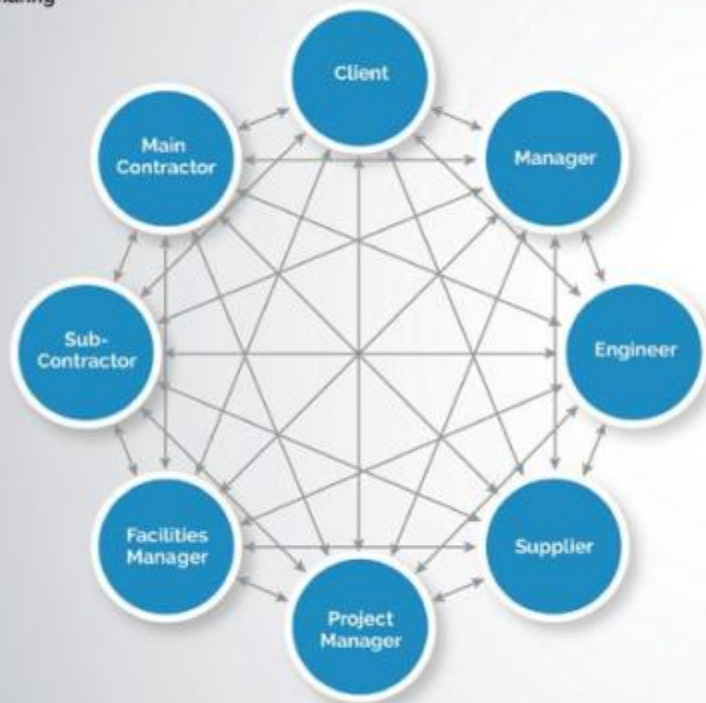 Client
Main
Contractor
Manager
Sub-
Contractor
Engineer
Facilities
Manager
Supplier
Project
Manager